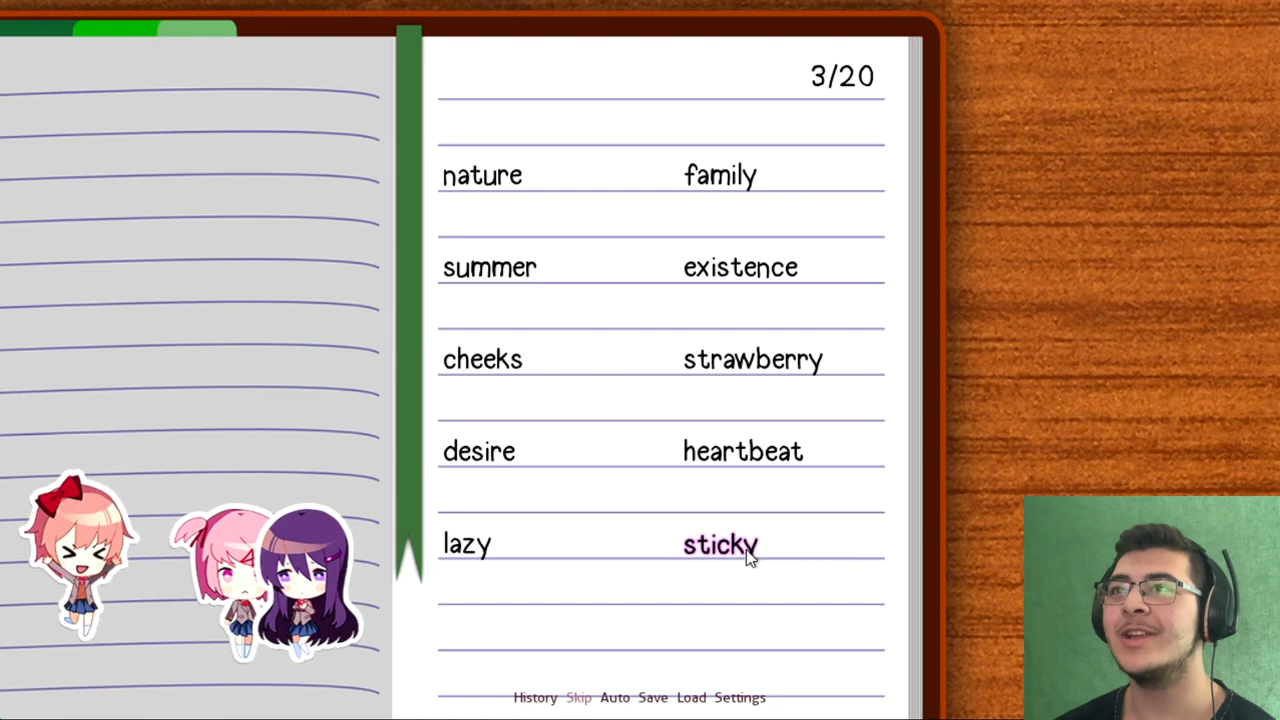 3/20
nature family
summer existence
cheeks strawberry
desire heartbeat
lazy sticky
History Skip Auto Save Load Settings